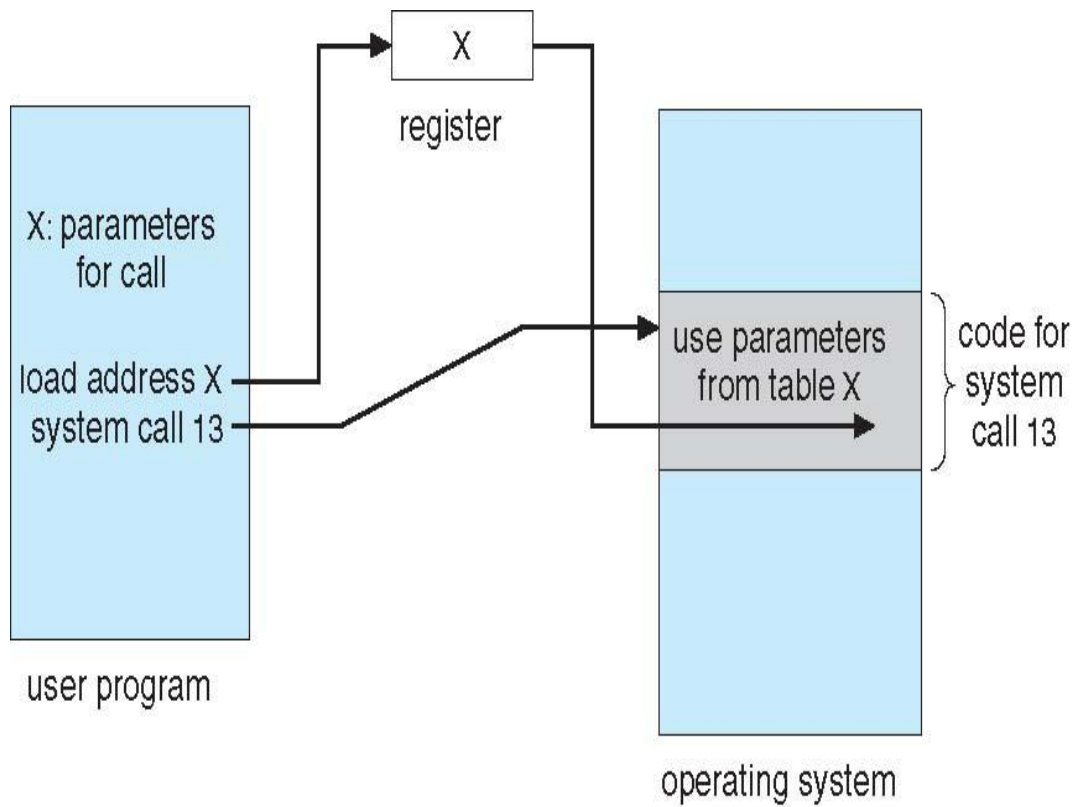 X
register
X: parameters
for call
load address X
system call 13
use parameters
from table X
code for
system
call 13
user program
operating system